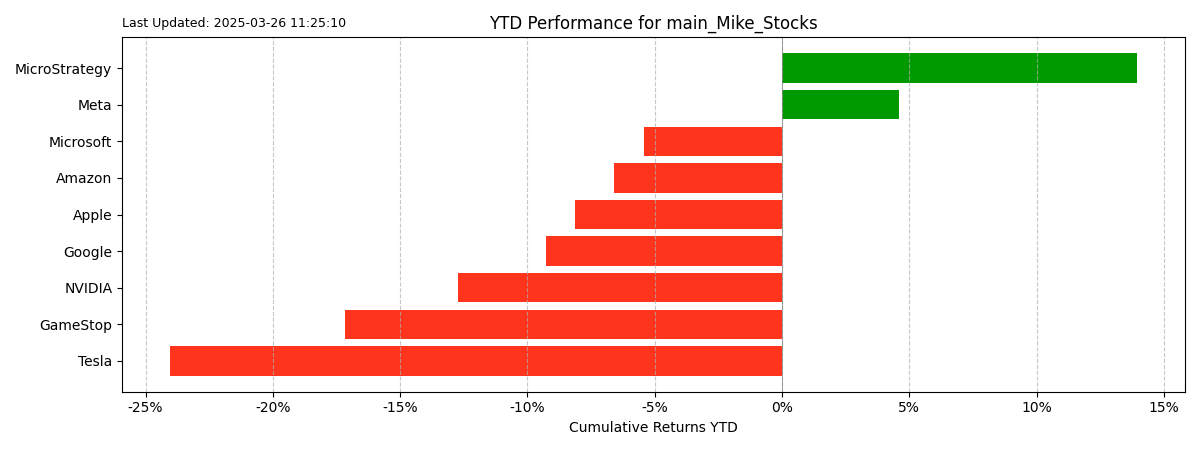 Last Updated: 2025-03-26 11:25:10
YTD Performance for main_Mike_Stocks
MicroStrategy
Meta
Microsoft
Amazon
Apple
Google
NVIDIA
GameStop
Tesla
-25% -20% -15% -10% -5% 0% 5% 10% 15%
Cumulative Returns YTD